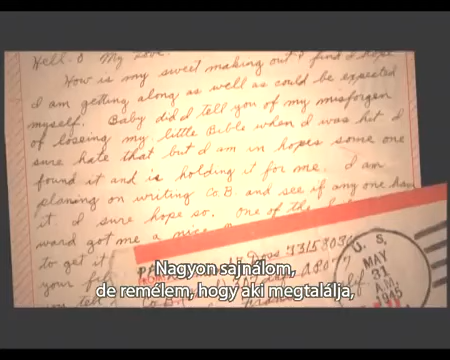 Hell-o My Love.
How is my sweet making out? find I hope
I am getting along as well as could be expected
myself. Baby did I tell you of my misforgen
of loseing my little Bible when I was hit I
sure hate that but I am in hopes some one
found it and is holding it for me. I am
planing on writing Co. B and see if any one has
it I sure hope so. One of the
ward got me a nice
to get it
your
U. S.
MAY
31
A.M.
1945
Nagyon sajnálom,
de remélem, hogy aki megtalálja,